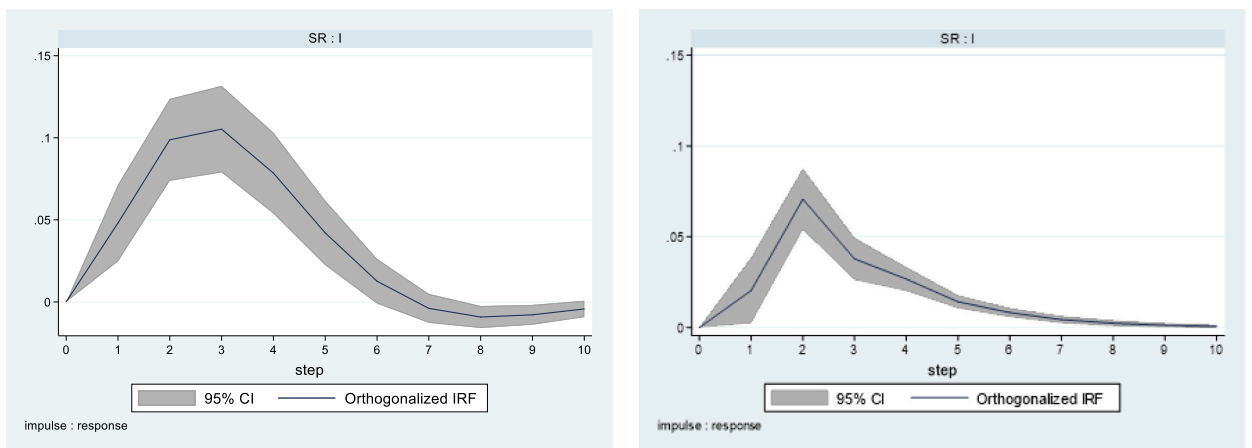 SR : I
.15
.1
.05
0
0 1 2 3 4 5 6 7 8 9 10
step
95% CI Orthogonalized IRF
impulse : response
SR : I
.15
.1
.05
0
0 1 2 3 4 5 6 7 8 9 10
step
95% CI Orthogonalized IRF
impulse : response